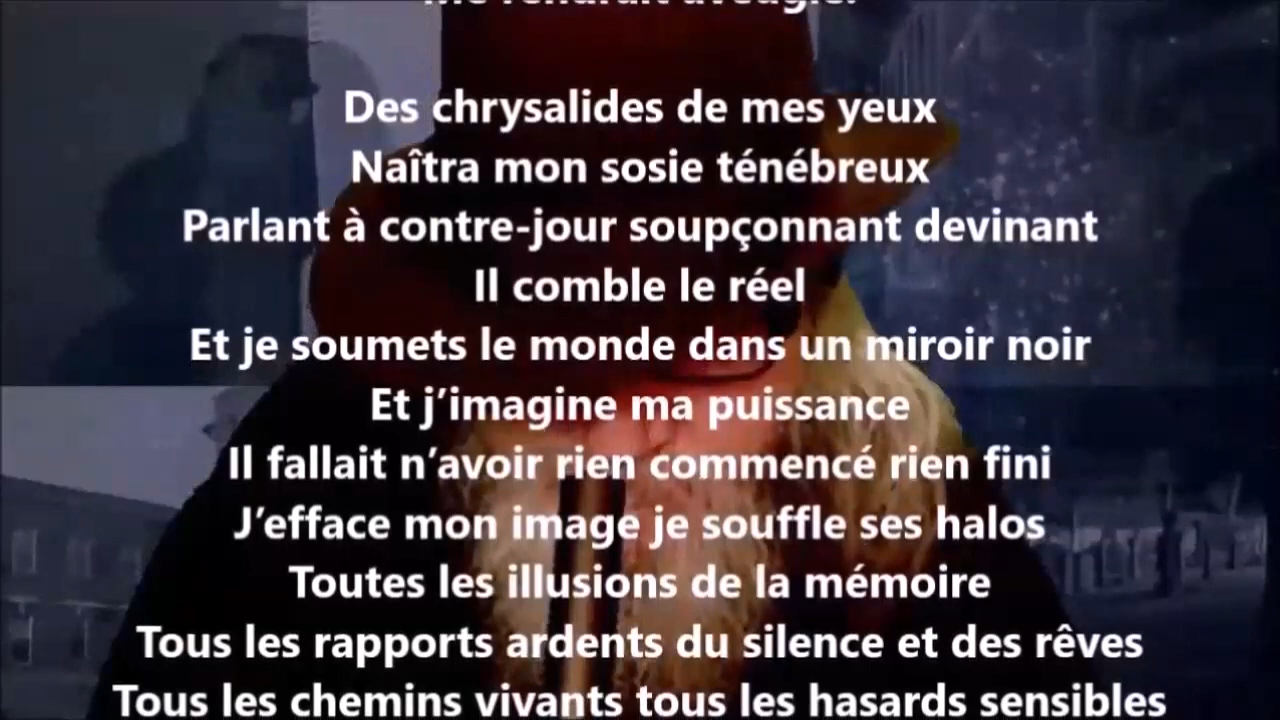 Des chrysalides de mes yeux
Naîtra mon sosie ténébreux
Parlant à contre-jour soupçonnant devinant
Il comble le réel
Et je soumets le monde dans un miroir noir
Et j’imagine ma puissance
Il fallait n’avoir rien commencé rien fini
J’efface mon image je souffle ses halos
Toutes les illusions de la mémoire
Tous les rapports ardents du silence et des rêves
Tous les chemins vivants tous les hasards sensibles